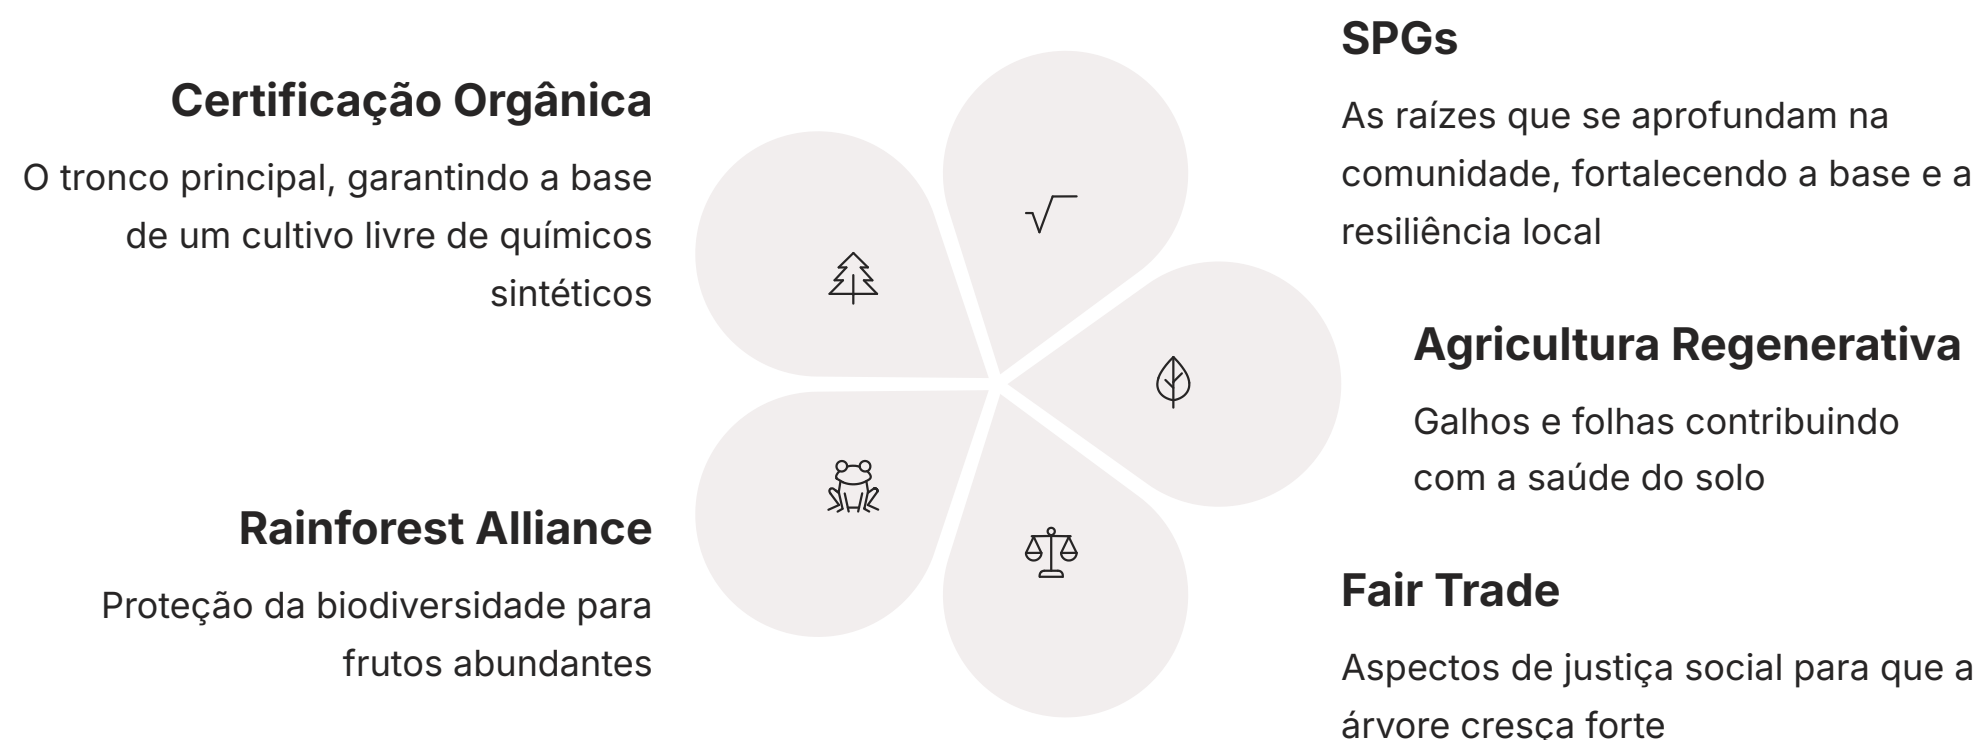 Certificação Orgânica
O tronco principal, garantindo a base
de um cultivo livre de químicos
sintéticos
SPGs
As raízes que se aprofundam na
comunidade, fortalecendo a base e a
resiliência local
Agricultura Regenerativa
Galhos e folhas contribuindo
com a saúde do solo
Rainforest Alliance
Proteção da biodiversidade para
frutos abundantes
Fair Trade
Aspectos de justiça social para que a
árvore cresça forte